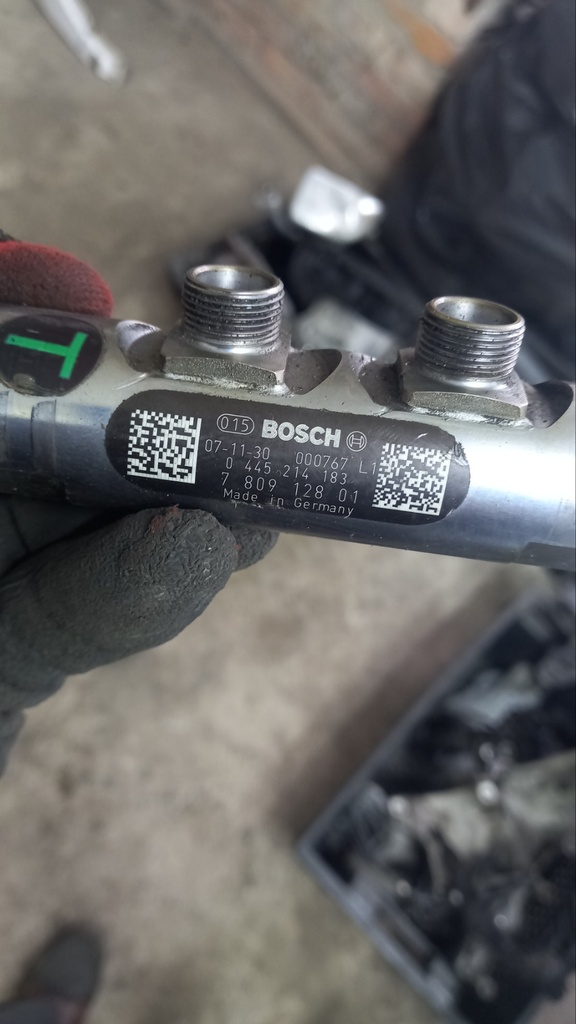 T
015 BOSCH
07-11-30 000767 L1
0 445 214 183
7 809 128 01
Made in Germany